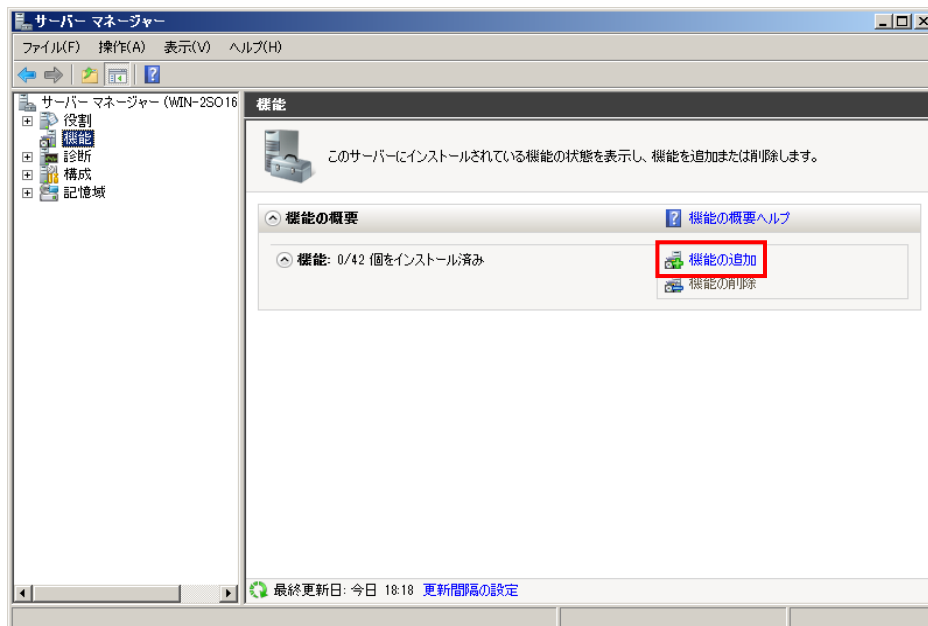 サーバー マネージャー
ファイル(F) 操作(A) 表示(V) ヘルプ(H)
サーバー マネージャー (WIN-2SO16
役割
機能
診断
構成
記憶域
機能
このサーバーにインストールされている機能の状態を表示し、機能を追加または削除します。
機能の概要
機能の概要ヘルプ
機能: 0/42 個をインストール済み
機能の追加
機能の削除
最終更新日: 今日 18:18 更新間隔の設定